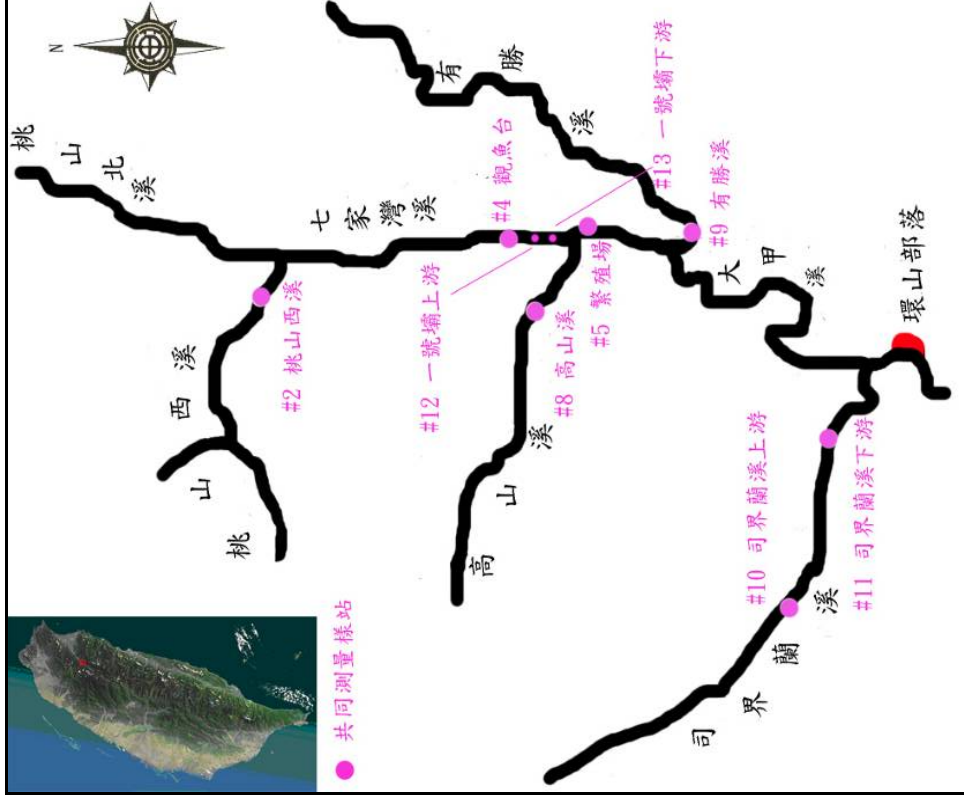 N
桃山北溪
有勝溪
七家灣溪
#4 觀魚台
#13 一號壩下游
#9 有勝溪
#5 繁殖場
大甲溪
環山部落
#2 桃山西溪
桃山西溪
#12 一號壩上游
#8 高山溪
高山溪
#10 司界蘭溪上游
#11 司界蘭溪下游
司界蘭溪
共同測量樣站